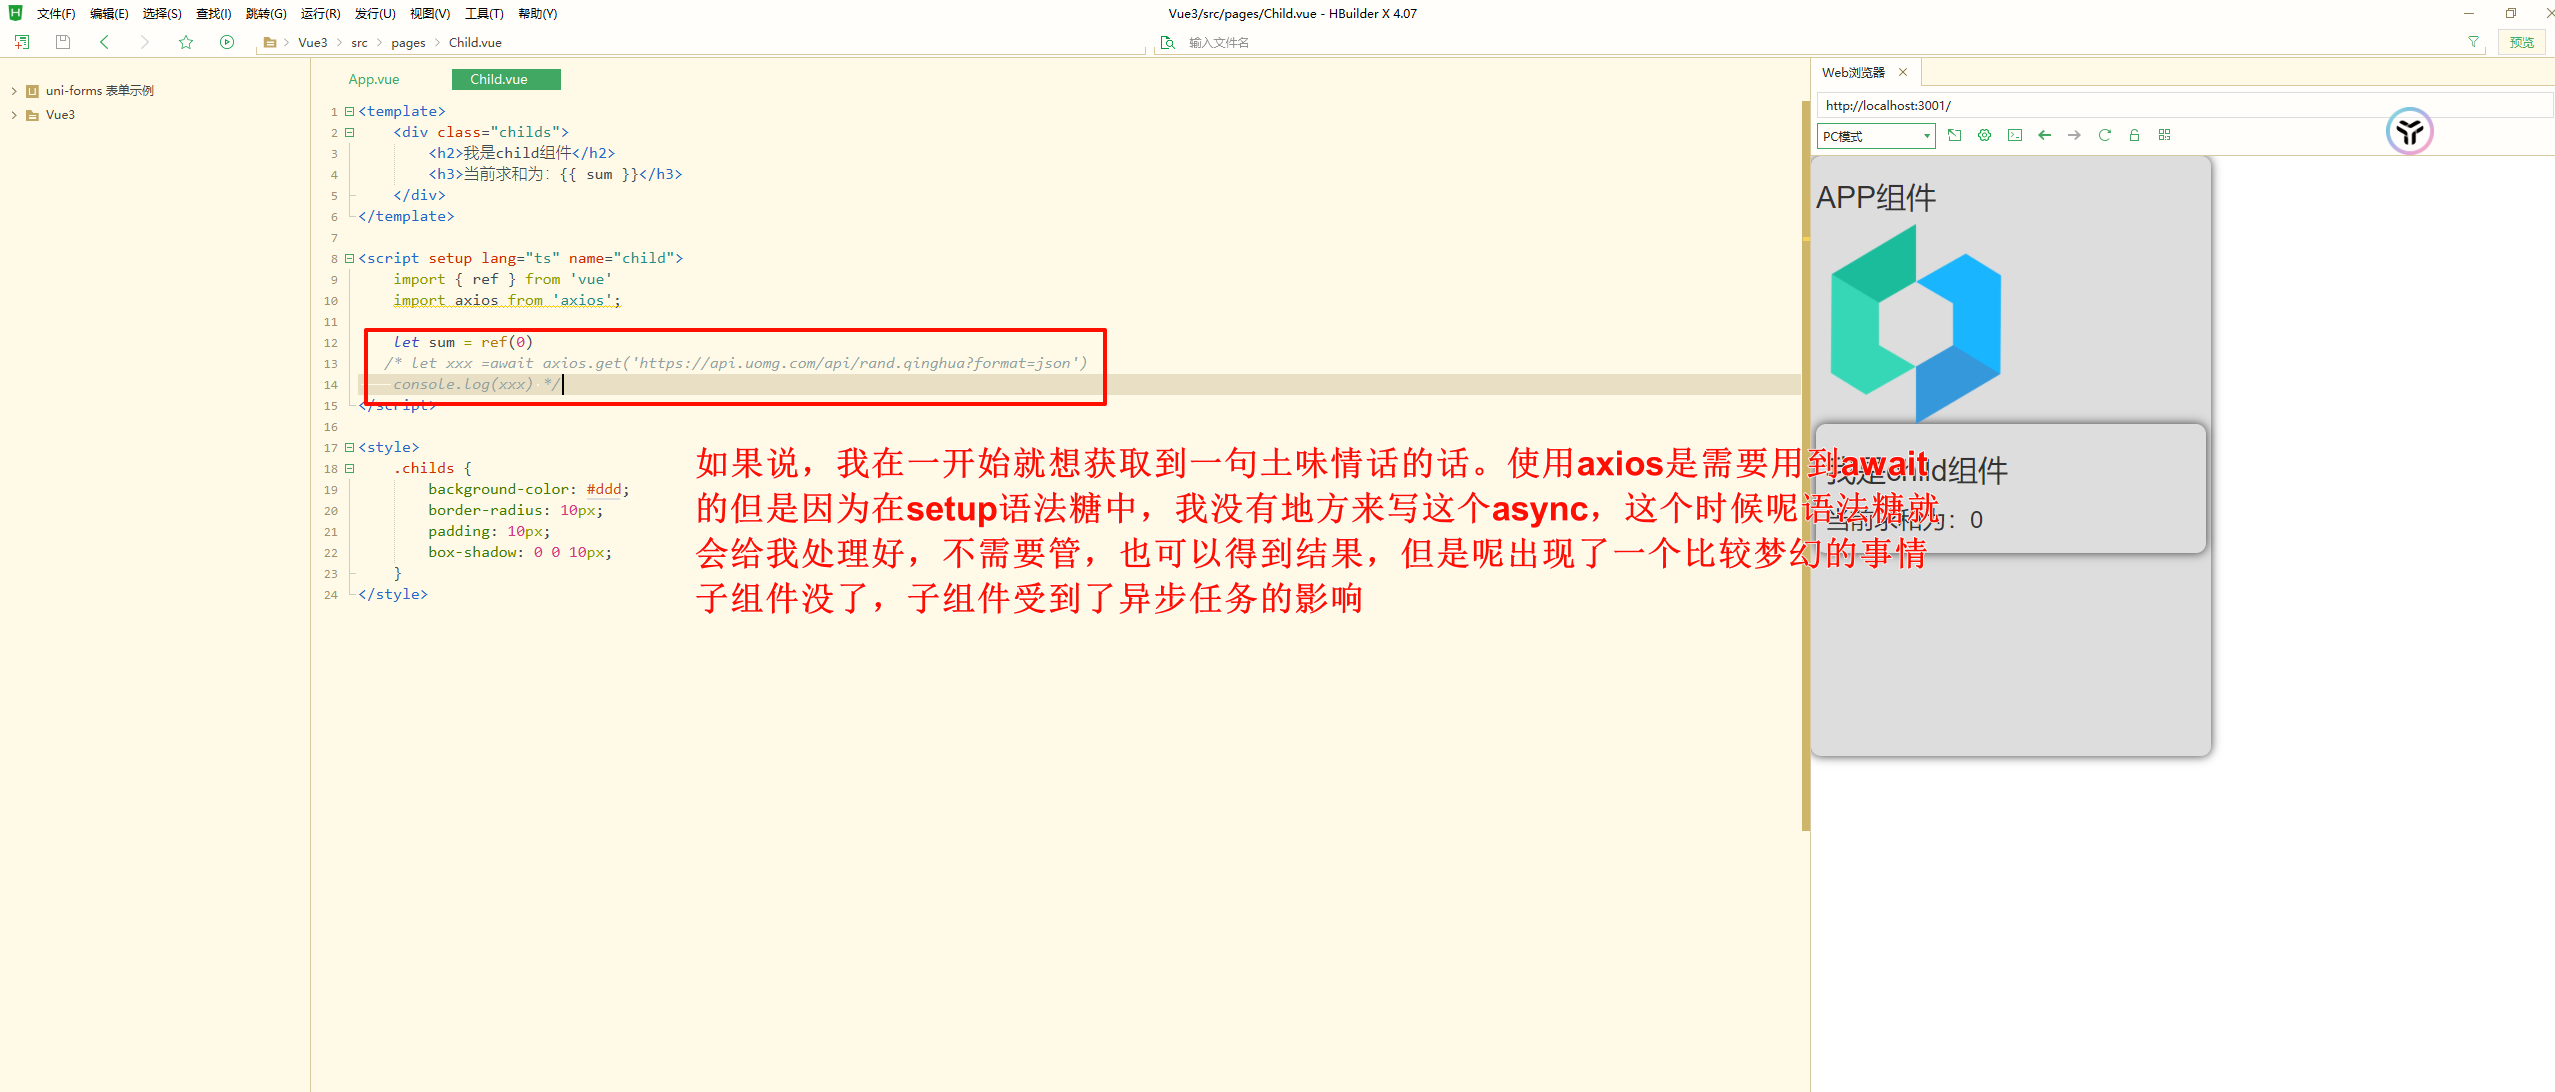 文件(F) 编辑(E) 选择(S) 查找(I) 跳转(G) 运行(R) 发行(U) 视图(V) 工具(T) 帮助(Y)
Vue3/src/pages/Child.vue - HBuilder X 4.07
Vue3 > src > pages > Child.vue
输入文件名
预览
uni-forms 表单示例
Vue3
App.vue
Child.vue
1 <template>
2 <div class="childs">
3 <h2>我是child组件</h2>
4 <h3>当前求和为：{{ sum }}</h3>
5 </div>
6 </template>
7
8 <script setup lang="ts" name="child">
9 import { ref } from 'vue'
10 import axios from 'axios';
11
12 let sum = ref(0)
13 /* let xxx =await axios.get('https://api.uomg.com/api/rand.qinghua?format=json')
14 console.log(xxx) */
15 </script>
16
17 <style>
18 .childs {
19 background-color: #ddd;
20 border-radius: 10px;
21 padding: 10px;
22 box-shadow: 0 0 10px;
23 }
24 </style>
如果说，我在一开始就想获取到一句土味情话的话。使用axios是需要用到await
的但是因为在setup语法糖中，我没有地方来写这个async，这个时候呢语法糖就
会给我处理好，不需要管，也可以得到结果，但是呢出现了一个比较梦幻的事情
子组件没了，子组件受到了异步任务的影响
Web浏览器
http://localhost:3001/
PC模式
APP组件
我是child组件
当前求和为：0